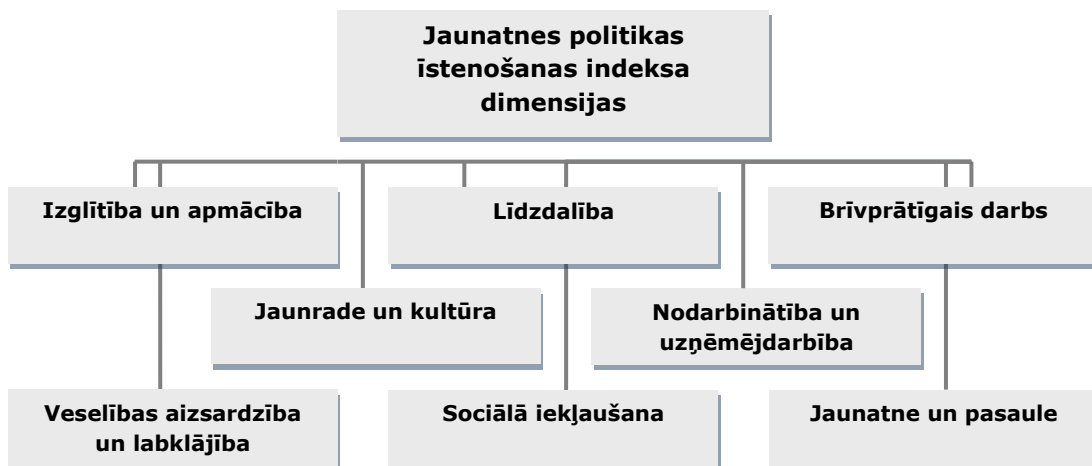 Jaunatnes politikas
īstenošanas indeksa
dimensijas
Izglītība un apmācība
Līdzdalība
Brīvprātīgais darbs
Jaunrade un kultūra
Nodarbinātība un
uzņēmējdarbība
Veselības aizsardzība
un labklājība
Sociālā iekļaušana
Jaunatne un pasaule